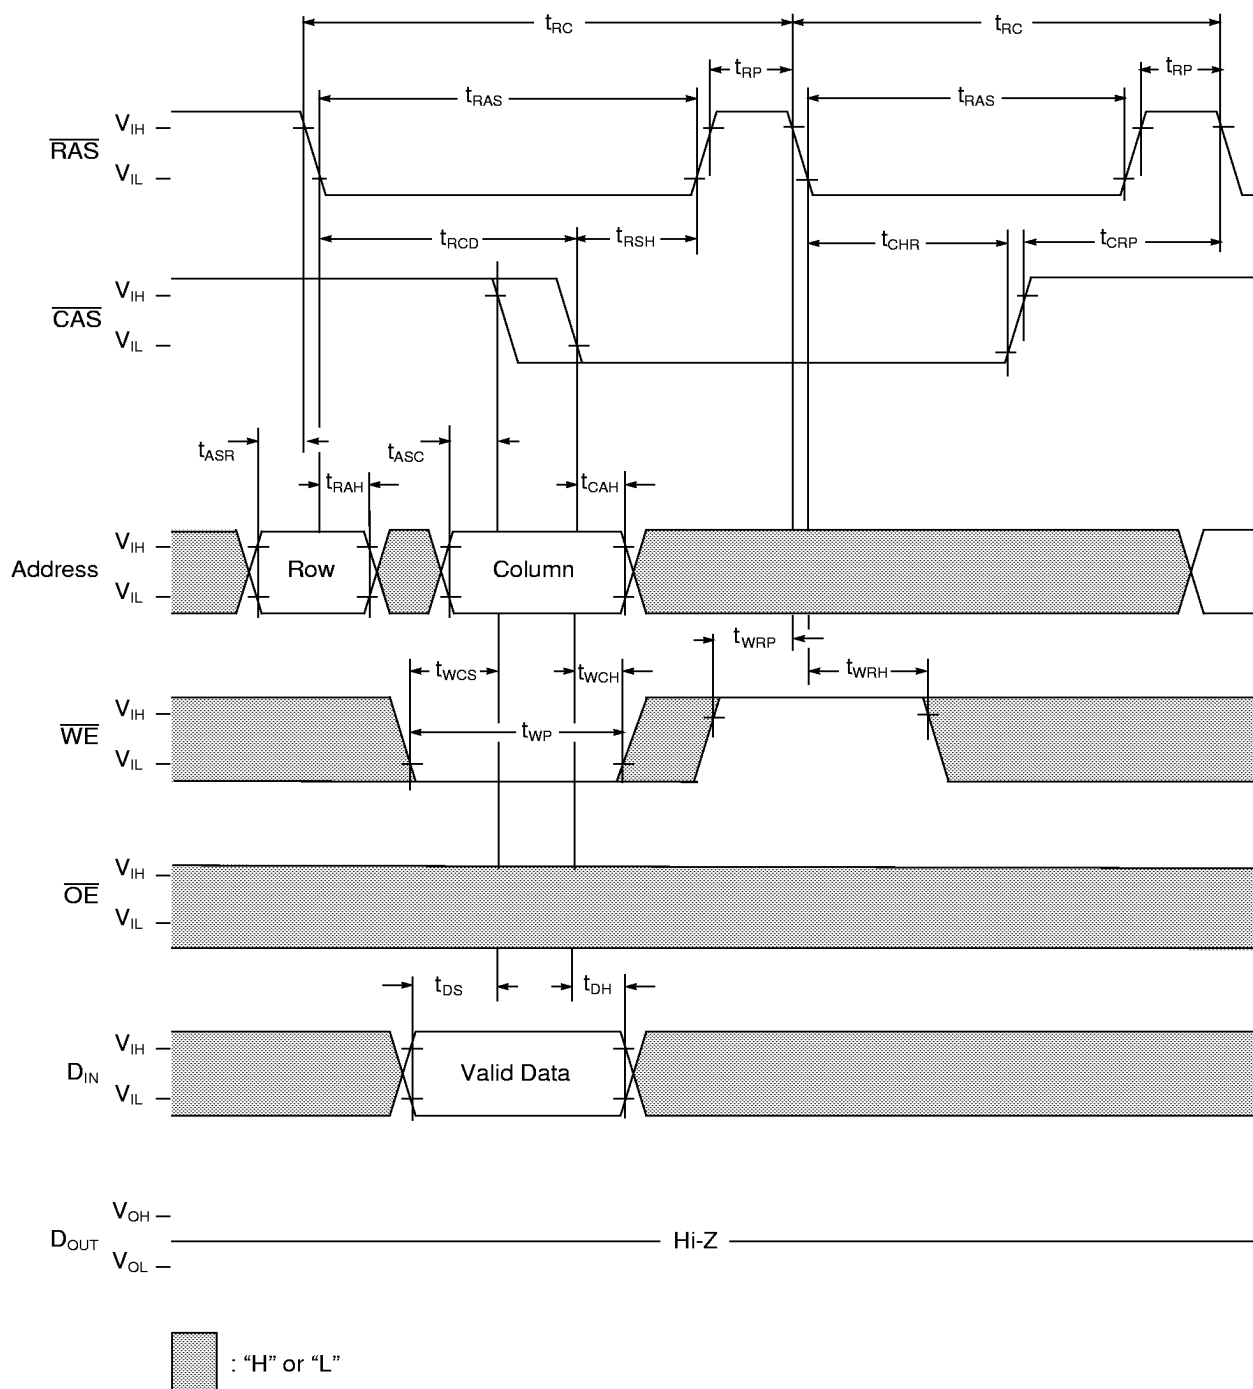 tRC tRC
tRP tRP
tRAS tRAS
RAS VIH
VIL
tRCD tRSH tCHR tCRP
CAS VIH
VIL
tASR tASC
tRAH tCAH
Address VIH
VIL
Row Column
tWRP
tWCS tWCH tWRH
WE VIH
VIL
tWP
OE VIH
VIL
tDS tDH
DIN VIH
VIL
Valid Data
DOUT VOH
VOL
Hi-Z
: “H” or “L”